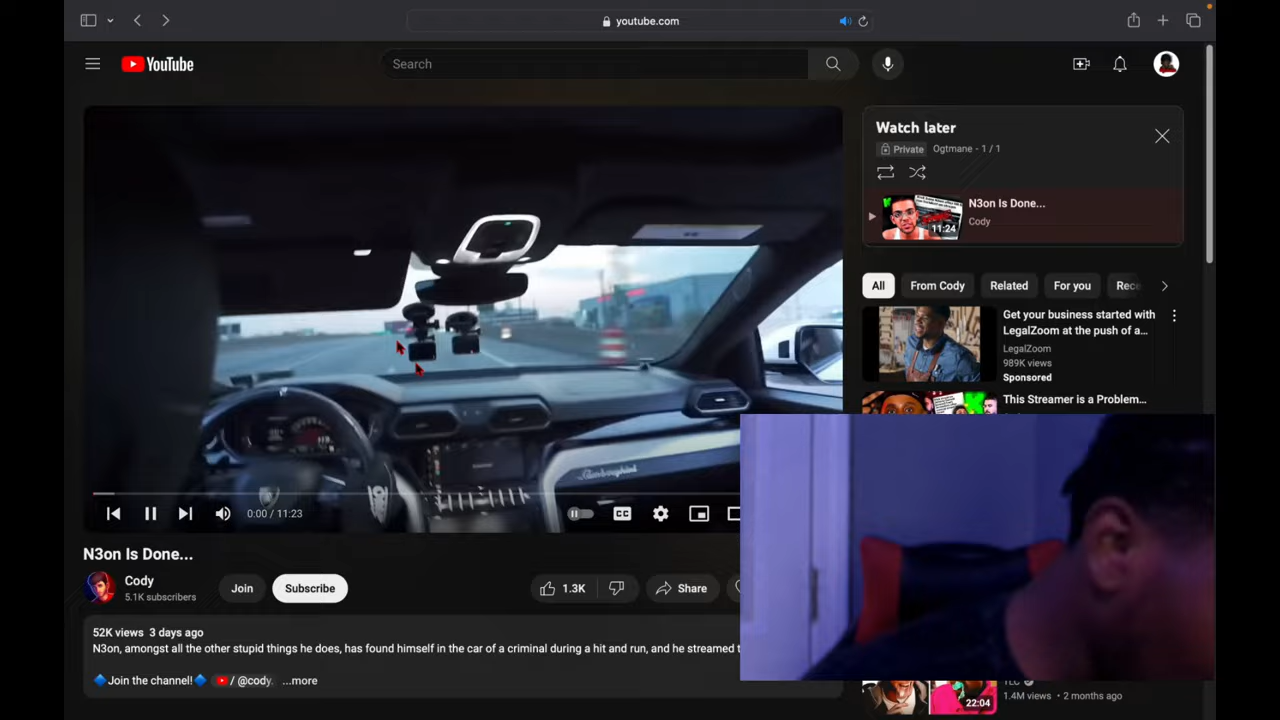 youtube.com
YouTube
Search
Watch later
Private Ogtmane - 1 / 1
N3on Is Done...
Cody
11:24
All From Cody Related For you Rece
Get your business started with
LegalZoom at the push of a...
LegalZoom
989K views
Sponsored
This Streamer is a Problem...
Lamborghini
0:00 / 11:23
CC
N3on Is Done...
Cody
5.1K subscribers
Join
Subscribe
1.3K
Share
52K views 3 days ago
N3on, amongst all the other stupid things he does, has found himself in the car of a criminal during a hit and run, and he streamed
🔷Join the channel!🔷 / @cody. ...more
1.4M views • 2 months ago
22:04